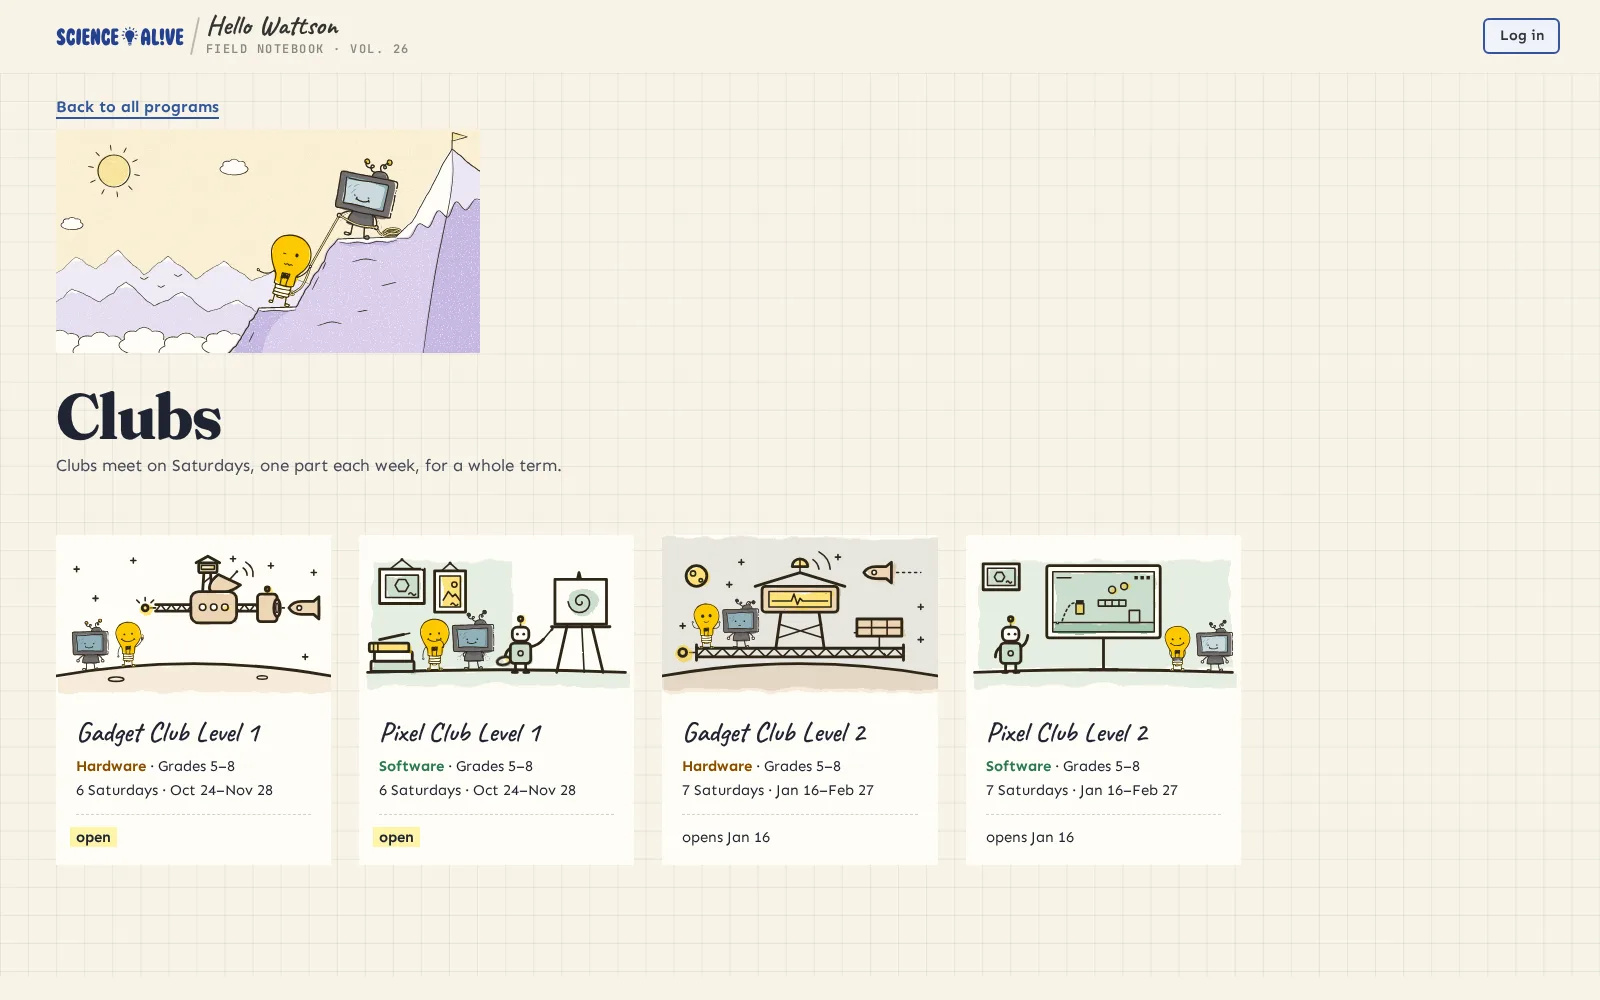 SCIENCE AL!VE
Hello Wattson
FIELD NOTEBOOK · VOL. 26
Log in
Back to all programs
Clubs
Clubs meet on Saturdays, one part each week, for a whole term.
Gadget Club Level 1
Hardware · Grades 5–8
6 Saturdays · Oct 24–Nov 28
open
Pixel Club Level 1
Software · Grades 5–8
6 Saturdays · Oct 24–Nov 28
open
Gadget Club Level 2
Hardware · Grades 5–8
7 Saturdays · Jan 16–Feb 27
opens Jan 16
Pixel Club Level 2
Software · Grades 5–8
7 Saturdays · Jan 16–Feb 27
opens Jan 16